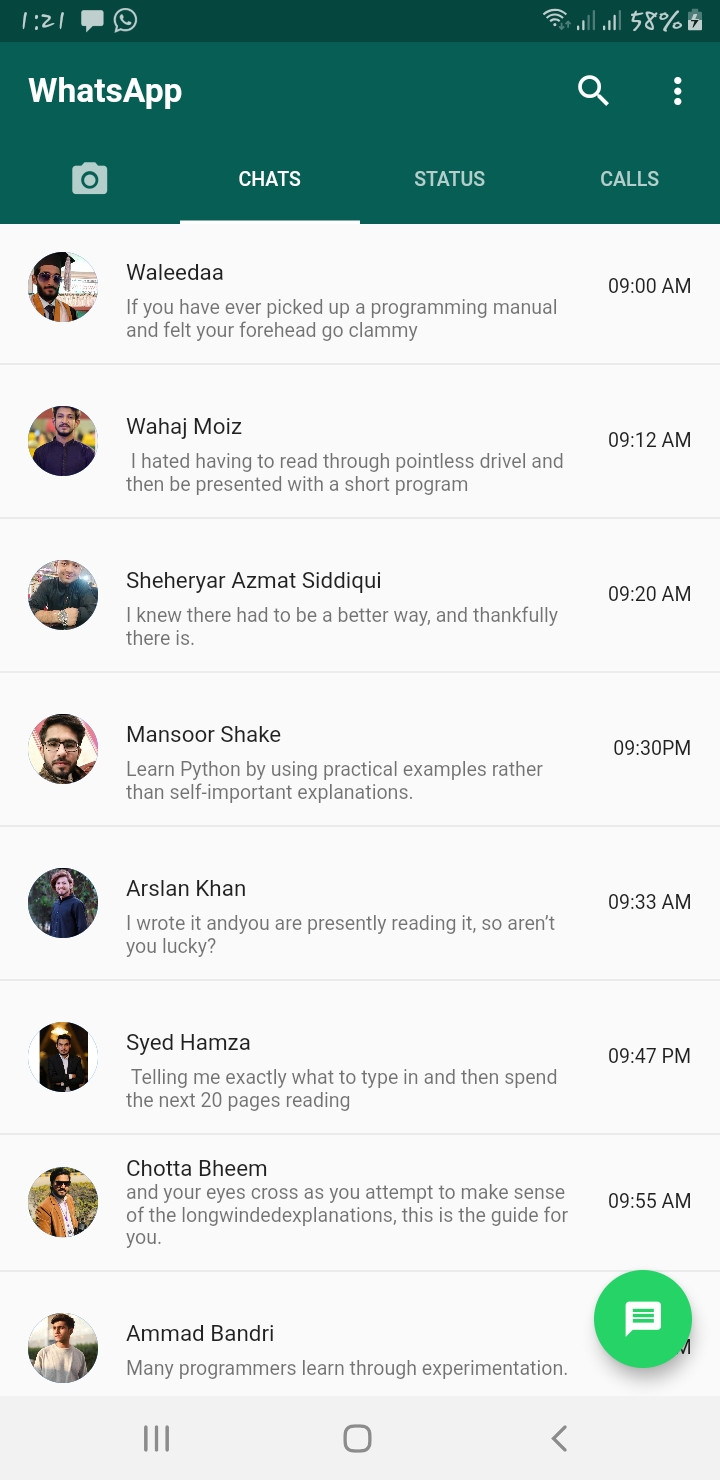 1:21
58%
WhatsApp
CHATS
STATUS
CALLS
Waleedaa
If you have ever picked up a programming manual
and felt your forehead go clammy
09:00 AM
Wahaj Moiz
I hated having to read through pointless drivel and
then be presented with a short program
09:12 AM
Sheheryar Azmat Siddiqui
I knew there had to be a better way, and thankfully
there is.
09:20 AM
Mansoor Shake
Learn Python by using practical examples rather
than self-important explanations.
09:30PM
Arslan Khan
I wrote it andyou are presently reading it, so aren't
you lucky?
09:33 AM
Syed Hamza
Telling me exactly what to type in and then spend
the next 20 pages reading
09:47 PM
Chotta Bheem
and your eyes cross as you attempt to make sense
of the longwindedexplanations, this is the guide for
you.
09:55 AM
Ammad Bandri
Many programmers learn through experimentation.